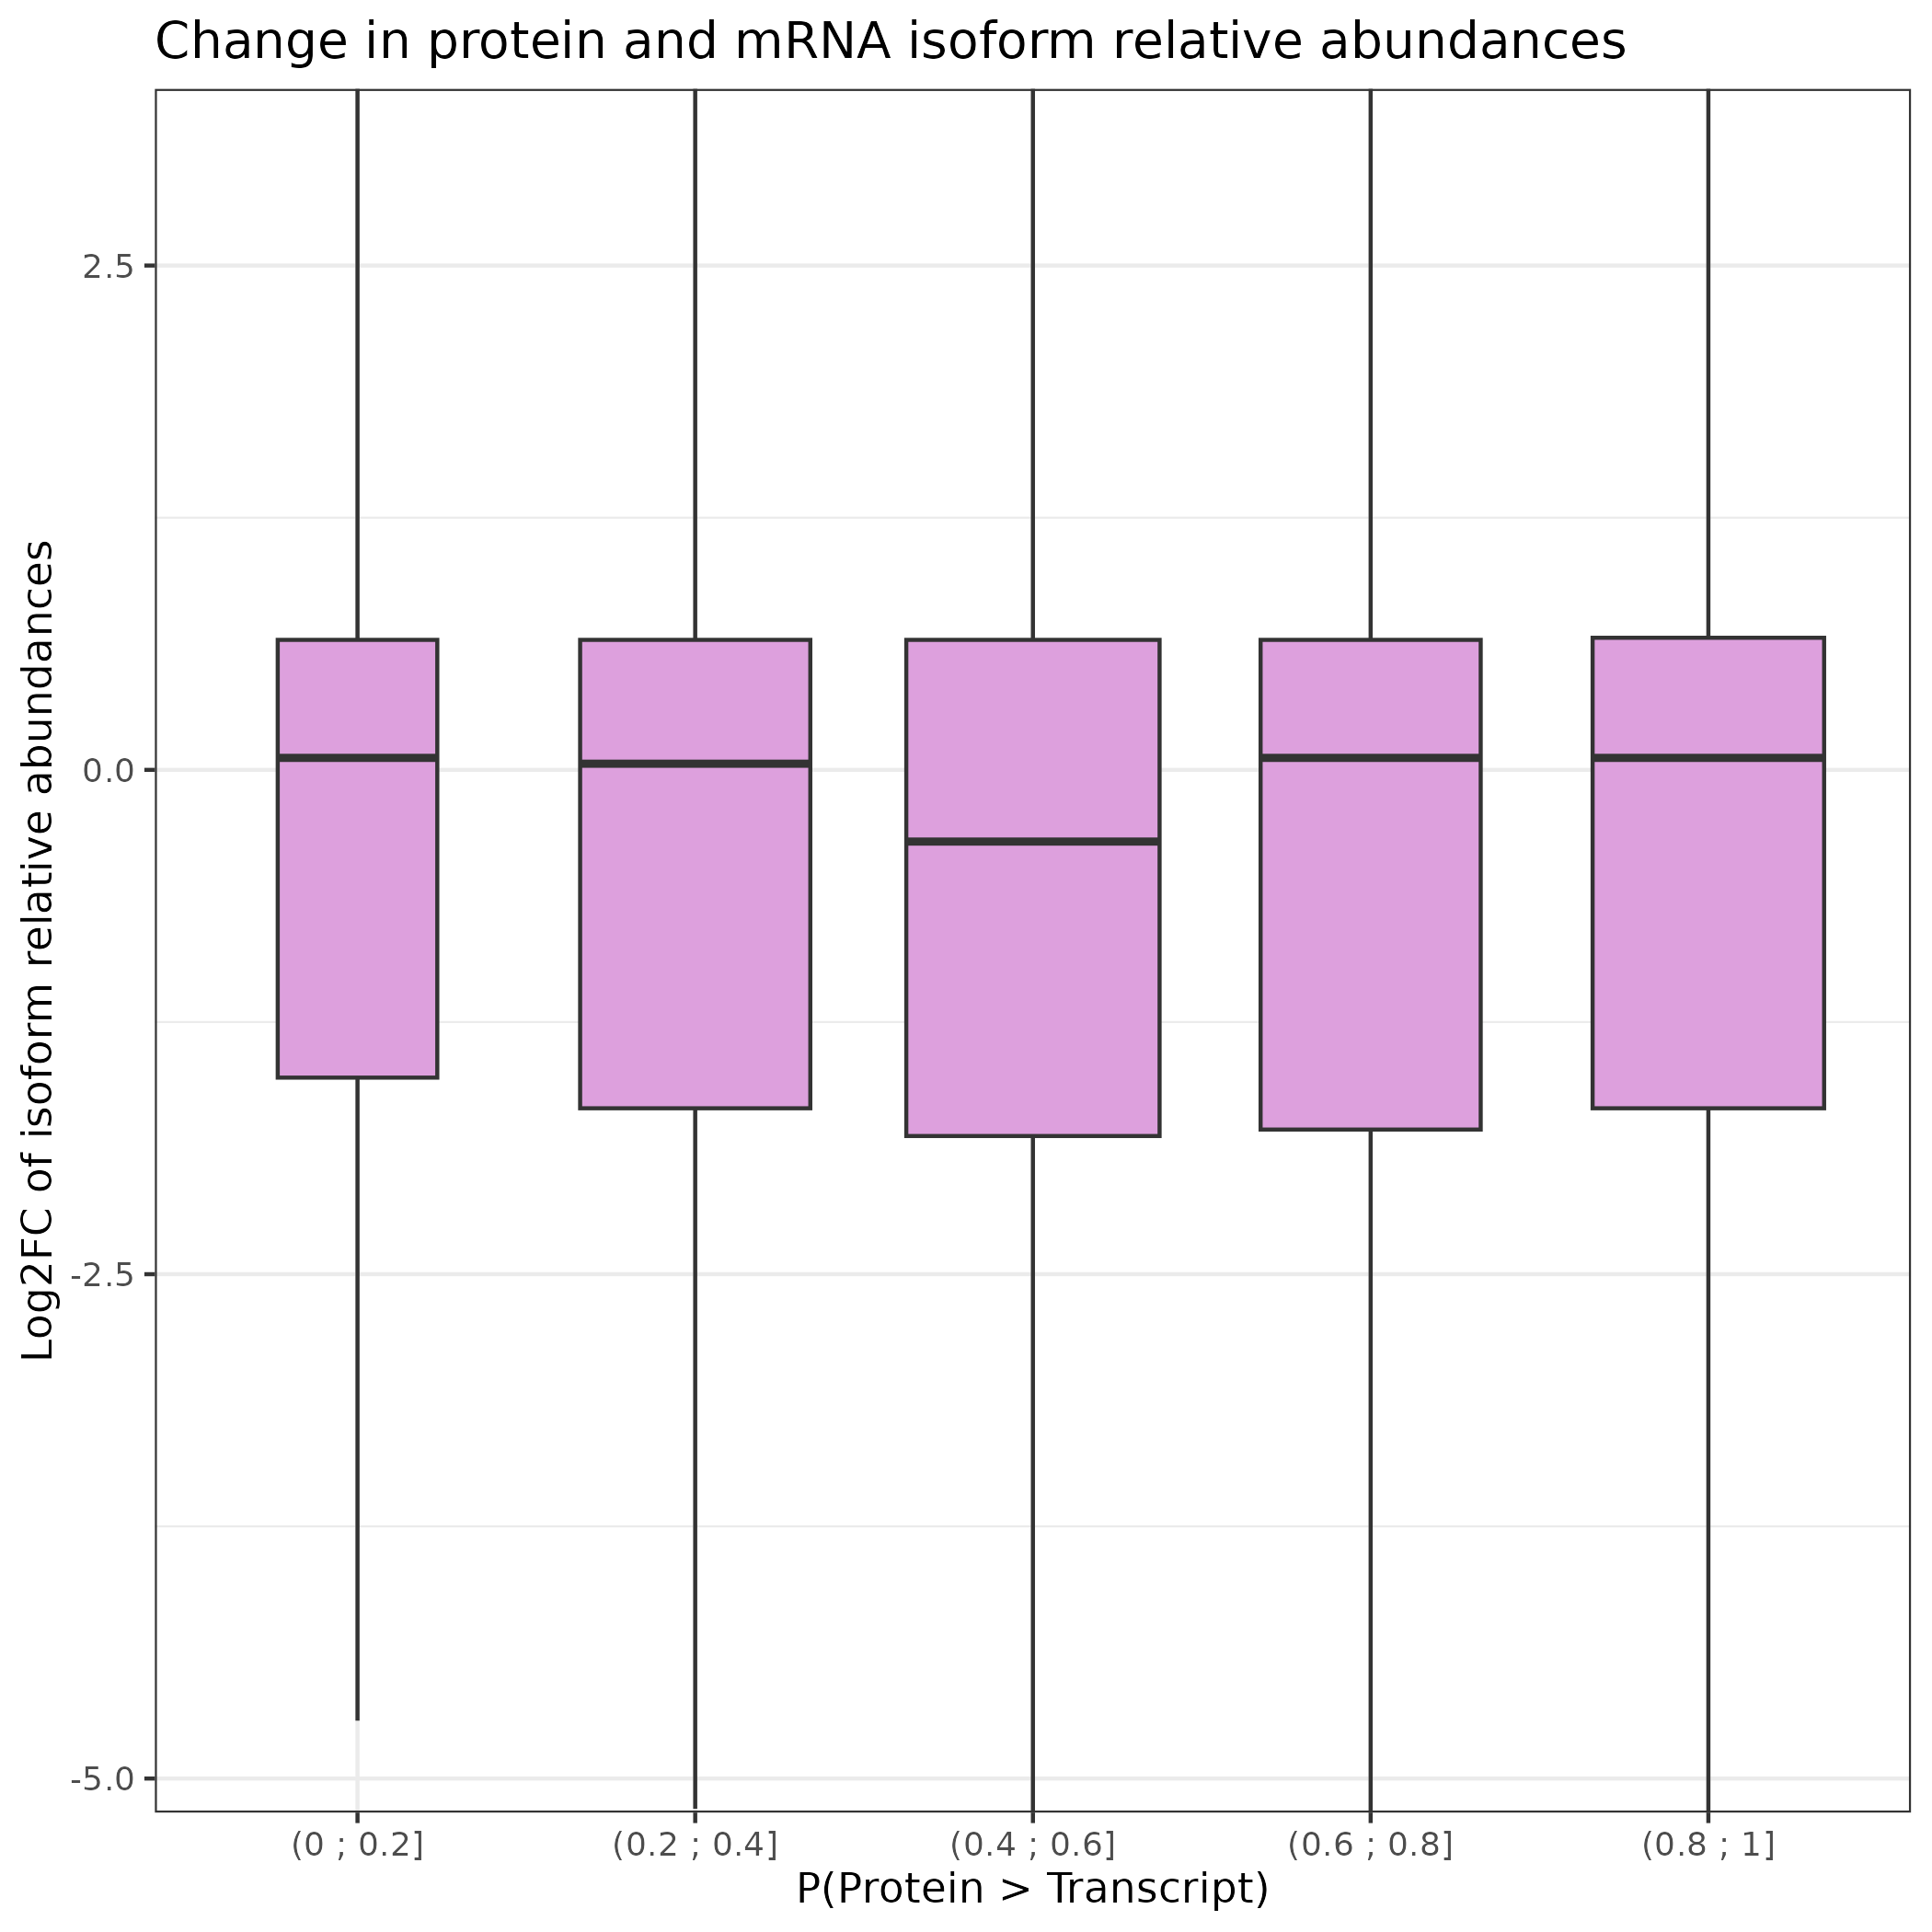 Change in protein and mRNA isoform relative abundances
Log2FC of isoform relative abundances
2.5
0.0
-2.5
-5.0
(0 ; 0.2]
(0.2 ; 0.4]
(0.4 ; 0.6]
(0.6 ; 0.8]
(0.8 ; 1]
P(Protein > Transcript)